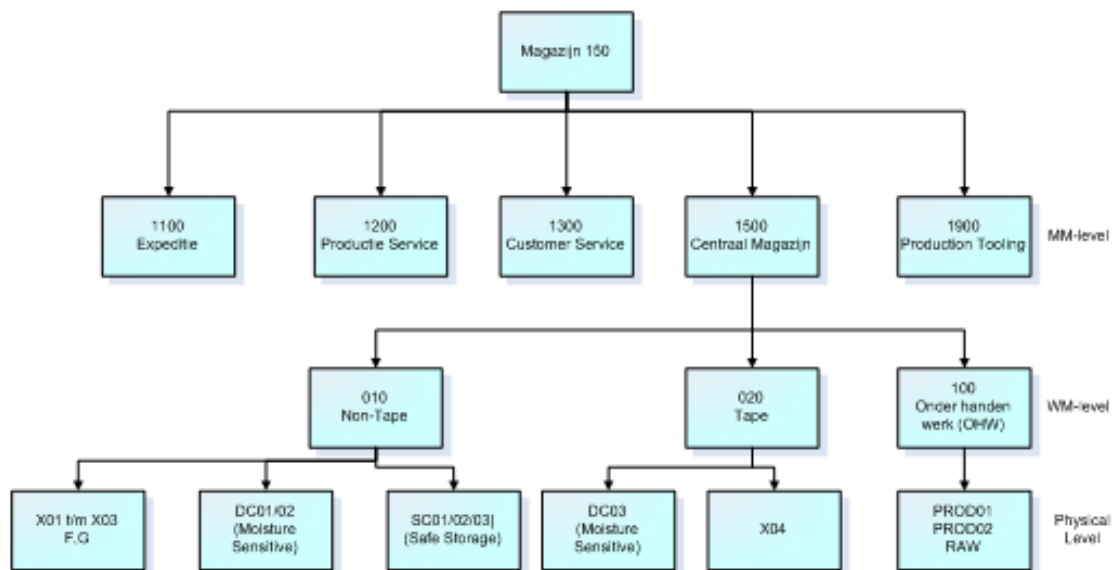 Magazijn 150
1100
Expeditie
1200
Productie Service
1300
Customer Service
1500
Centraal Magazijn
1900
Production Tooling
MM-level
010
Non-Tape
020
Tape
100
Onder handen
werk (OHW)
WM-level
X01 t/m X03
F,G
DC01/02
(Moisture
Sensitive)
SC01/02/03|
(Safe Storage)
DC03
(Moisture
Sensitive)
X04
PROD01
PROD02
RAW
Physical
Level